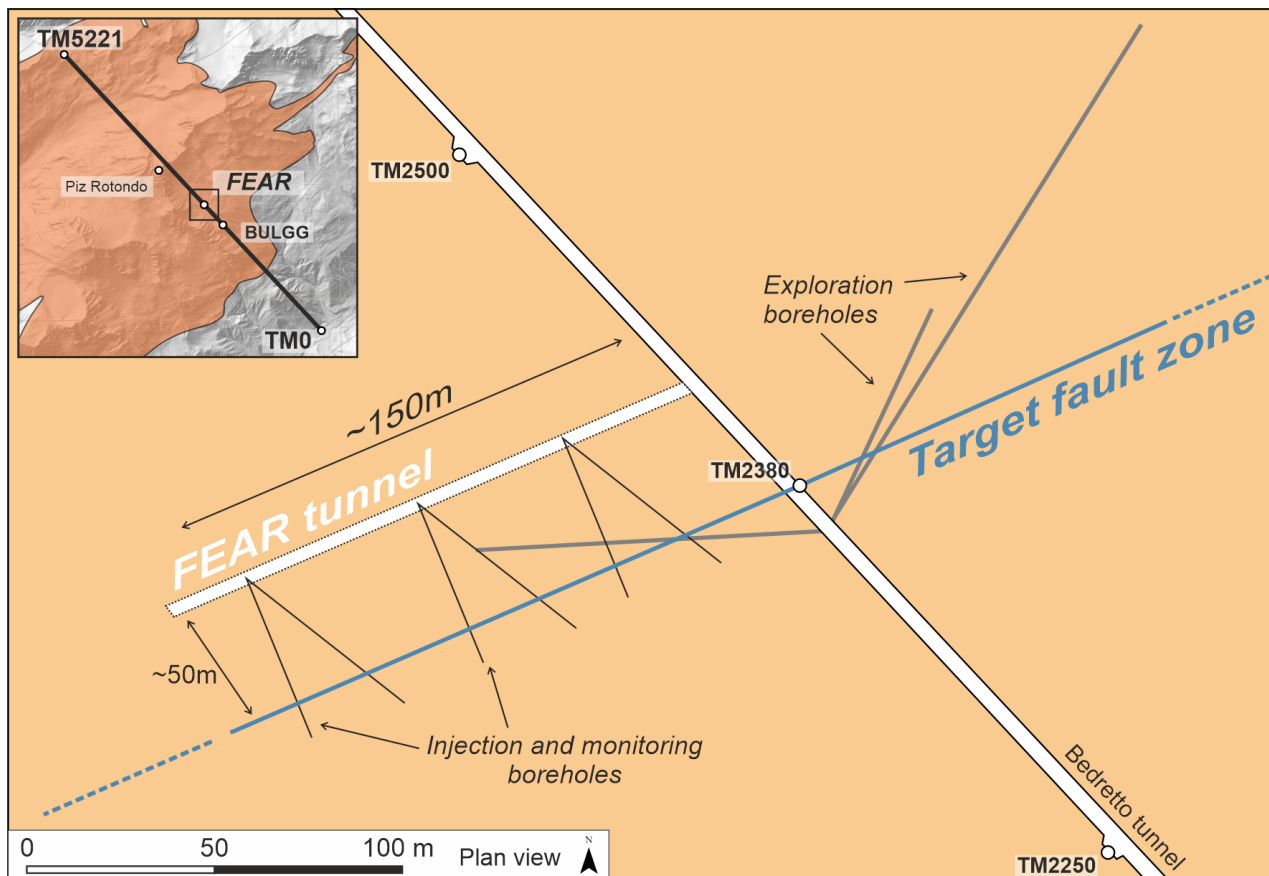 TM5221
Piz Rotondo
FEAR
BULGG
TM0
TM2500
Exploration
boreholes
~150m
Target fault zone
TM2380
FEAR tunnel
~50m
Injection and monitoring
boreholes
Bedretto tunnel
TM2250
0 50 100 m
Plan view
N